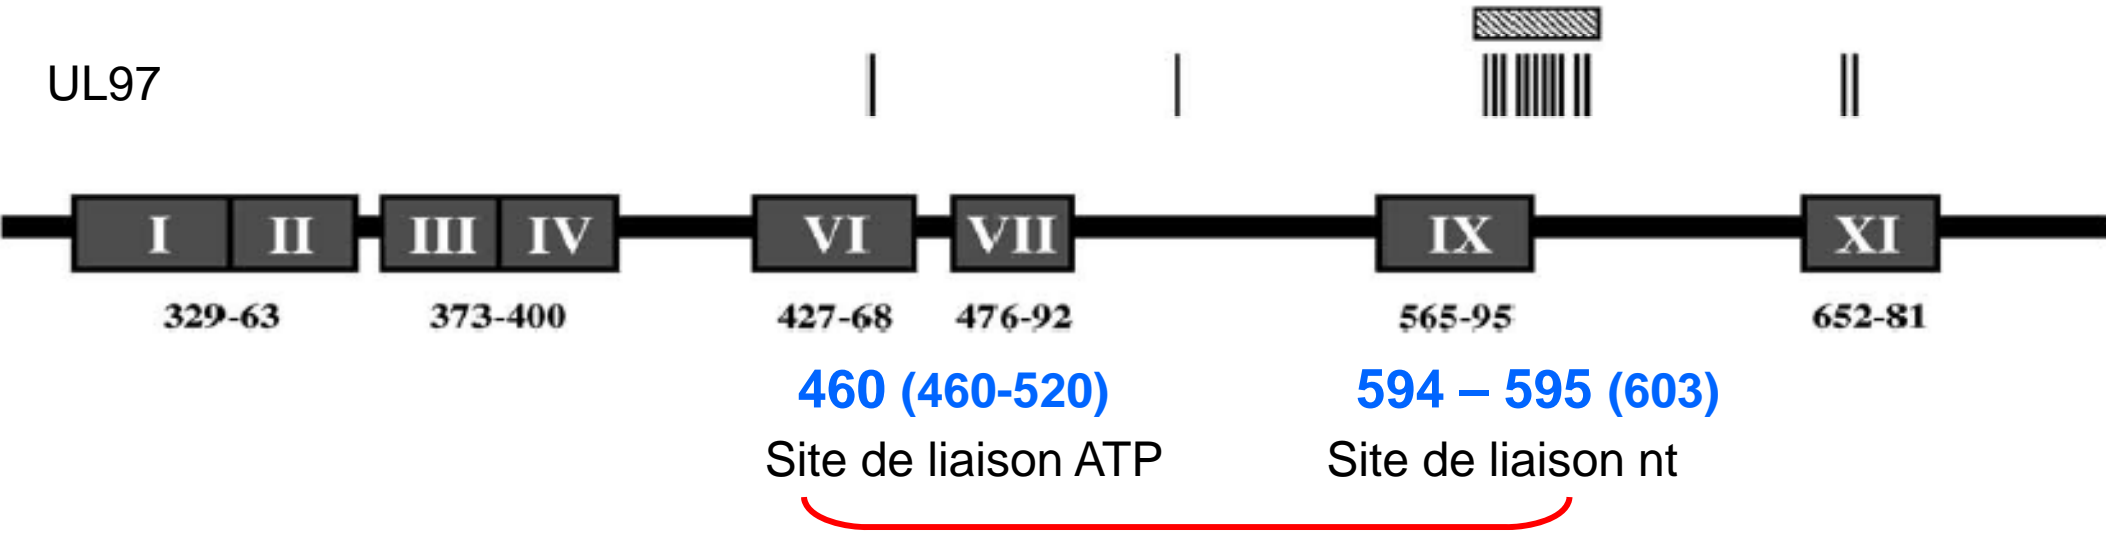 UL97
I II III IV VI VII IX XI
329-63 373-400 427-68 476-92 565-95 652-81
460 (460-520) 594 – 595 (603)
Site de liaison ATP Site de liaison nt